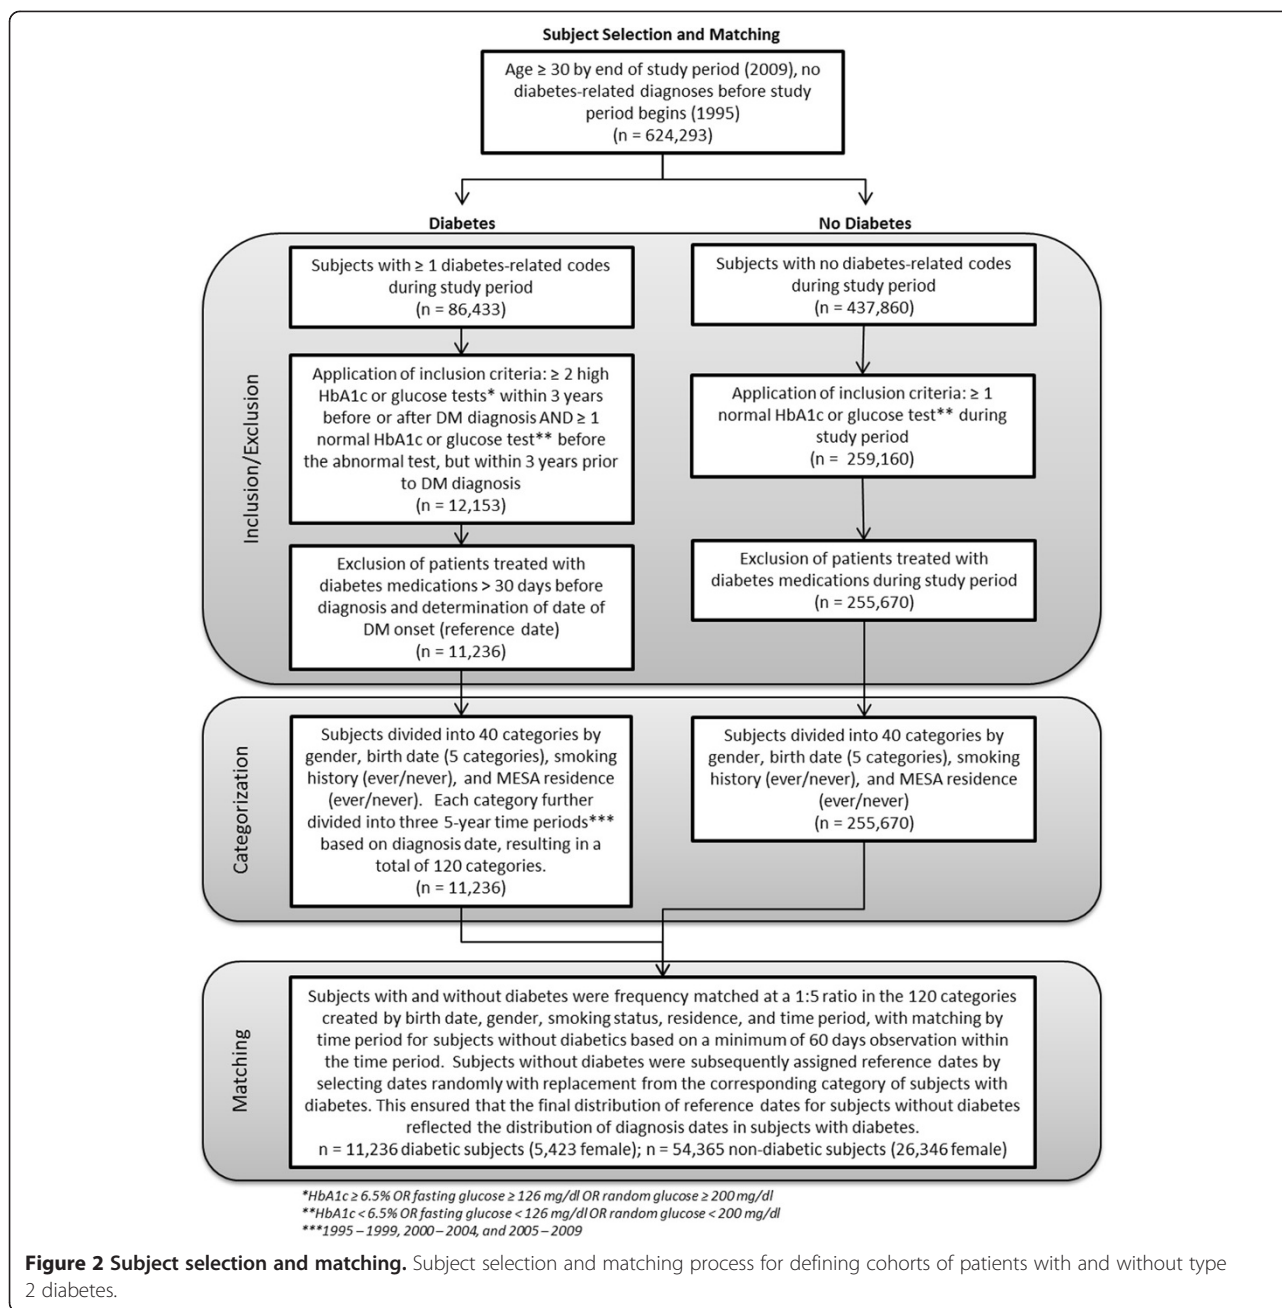 Subject Selection and Matching
Age ≥ 30 by end of study period (2009), no
diabetes-related diagnoses before study
period begins (1995)
(n = 624,293)
Diabetes
No Diabetes
Inclusion/Exclusion
Subjects with ≥ 1 diabetes-related codes
during study period
(n = 86,433)
Subjects with no diabetes-related codes
during study period
(n = 437,860)
Application of inclusion criteria: ≥ 2 high
HbA1c or glucose tests* within 3 years
before or after DM diagnosis AND ≥ 1
normal HbA1c or glucose test** before
the abnormal test, but within 3 years prior
to DM diagnosis
(n = 12,153)
Application of inclusion criteria: ≥ 1
normal HbA1c or glucose test** during
study period
(n = 259,160)
Exclusion of patients treated with
diabetes medications > 30 days before
diagnosis and determination of date of
DM onset (reference date)
(n = 11,236)
Exclusion of patients treated with
diabetes medications during study period
(n = 255,670)
Categorization
Subjects divided into 40 categories by
gender, birth date (5 categories), smoking
history (ever/never), and MESA residence
(ever/never). Each category further
divided into three 5-year time periods***
based on diagnosis date, resulting in a
total of 120 categories.
(n = 11,236)
Subjects divided into 40 categories by
gender, birth date (5 categories), smoking
history (ever/never), and MESA residence
(ever/never)
(n = 255,670)
Matching
Subjects with and without diabetes were frequency matched at a 1:5 ratio in the 120 categories
created by birth date, gender, smoking status, residence, and time period, with matching by
time period for subjects without diabetics based on a minimum of 60 days observation within
the time period. Subjects without diabetes were subsequently assigned reference dates by
selecting dates randomly with replacement from the corresponding category of subjects with
diabetes. This ensured that the final distribution of reference dates for subjects without diabetes
reflected the distribution of diagnosis dates in subjects with diabetes.
n = 11,236 diabetic subjects (5,423 female); n = 54,365 non-diabetic subjects (26,346 female)
*HbA1c ≥ 6.5% OR fasting glucose ≥ 126 mg/dl OR random glucose ≥ 200 mg/dl
**HbA1c < 6.5% OR fasting glucose < 126 mg/dl OR random glucose < 200 mg/dl
***1995 – 1999, 2000 – 2004, and 2005 – 2009
Figure 2 Subject selection and matching. Subject selection and matching process for defining cohorts of patients with and without type
2 diabetes.